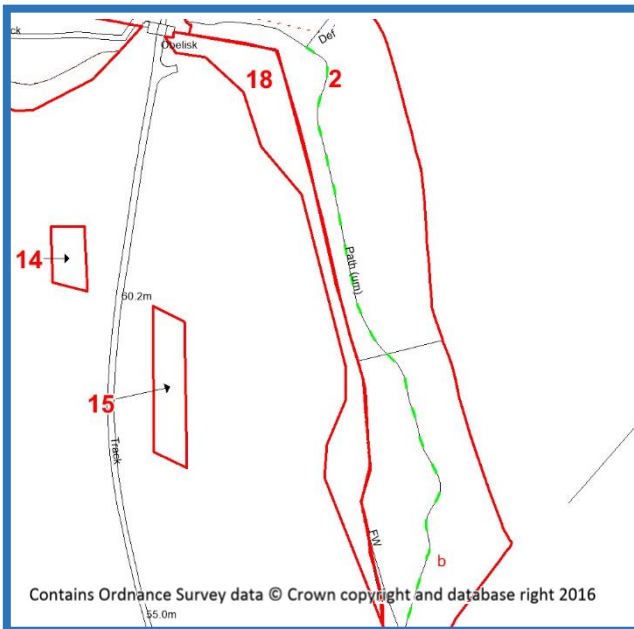 ck
Obelisk
Def
18
2
14
Path (um)
60.2m
15
Track
FW
b
Contains Ordnance Survey data © Crown copyright and database right 2016
55.0m